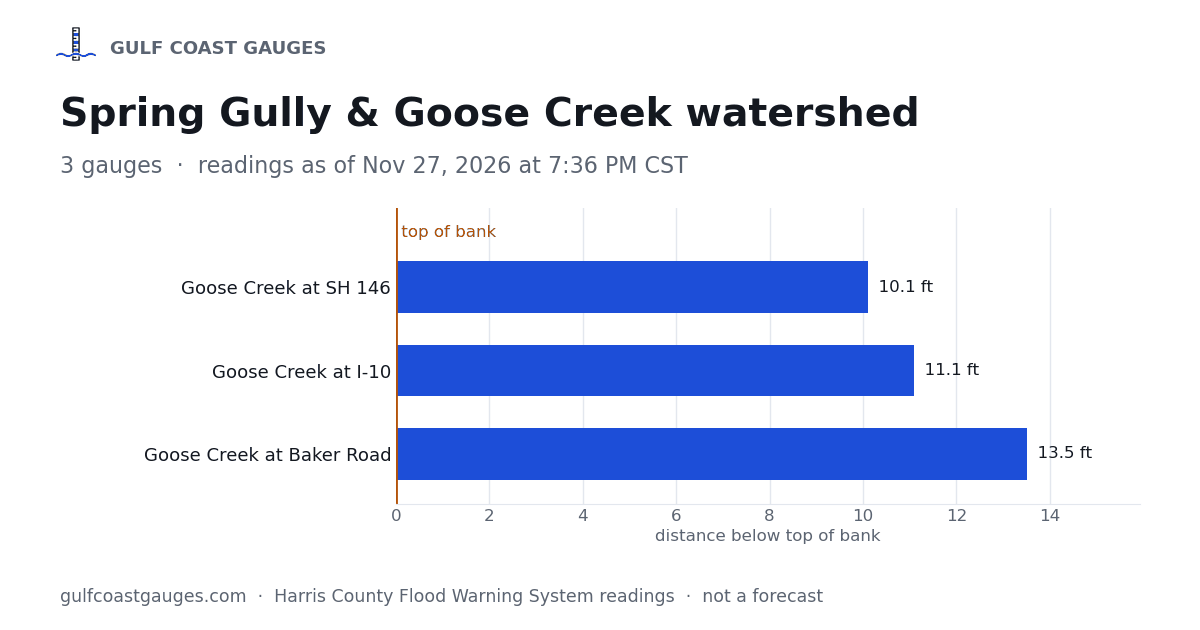 GULF COAST GAUGES
Spring Gully & Goose Creek watershed
3 gauges · readings as of Nov 27, 2026 at 7:36 PM CST
top of bank
Goose Creek at SH 146 10.1 ft
Goose Creek at I-10 11.1 ft
Goose Creek at Baker Road 13.5 ft
0 2 4 6 8 10 12 14
distance below top of bank
gulfcoastgauges.com · Harris County Flood Warning System readings · not a forecast